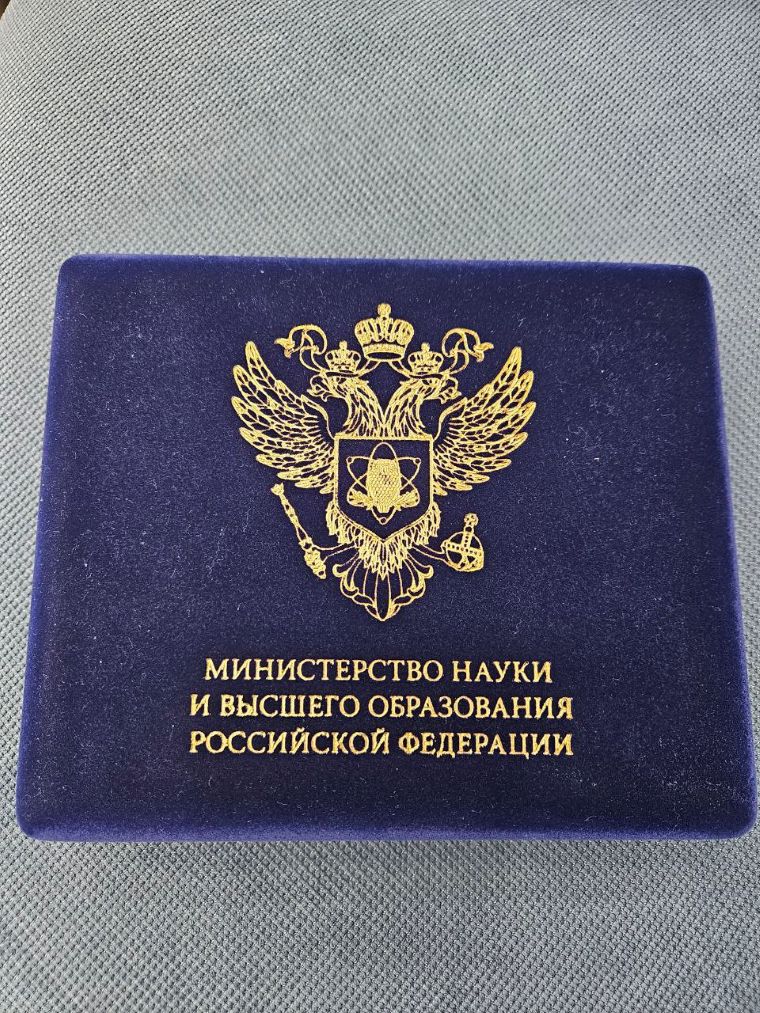 МИНИСТЕРСТВО НАУКИ
И ВЫСШЕГО ОБРАЗОВАНИЯ
РОССИЙСКОЙ ФЕДЕРАЦИИ